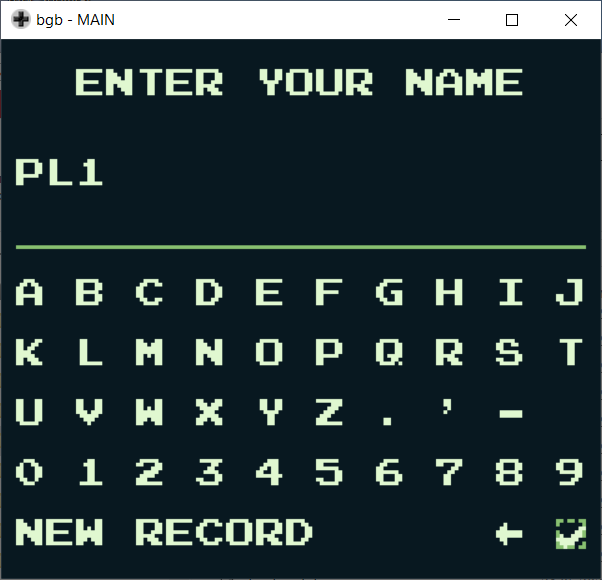 bgb - MAIN
ENTER YOUR NAME
PL1
A B C D E F G H I J
K L M N O P Q R S T
U V W X Y Z . ' -
0 1 2 3 4 5 6 7 8 9
NEW RECORD ←